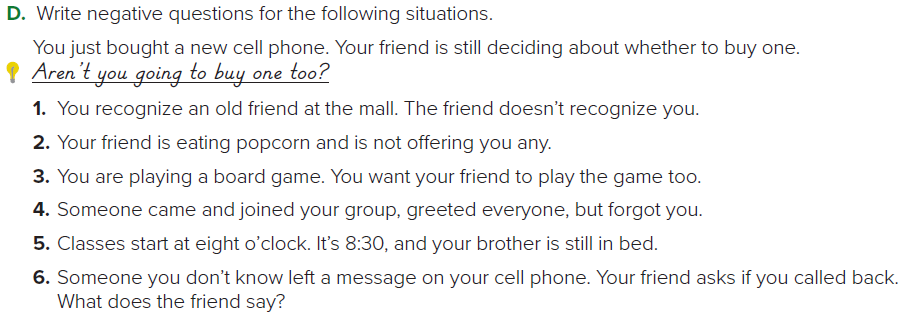 D. Write negative questions for the following situations.
You just bought a new cell phone. Your friend is still deciding about whether to buy one.
Aren't you going to buy one too?
1. You recognize an old friend at the mall. The friend doesn't recognize you.
2. Your friend is eating popcorn and is not offering you any.
3. You are playing a board game. You want your friend to play the game too.
4. Someone came and joined your group, greeted everyone, but forgot you.
5. Classes start at eight o'clock. It's 8:30, and your brother is still in bed.
6. Someone you don't know left a message on your cell phone. Your friend asks if you called back.
What does the friend say?